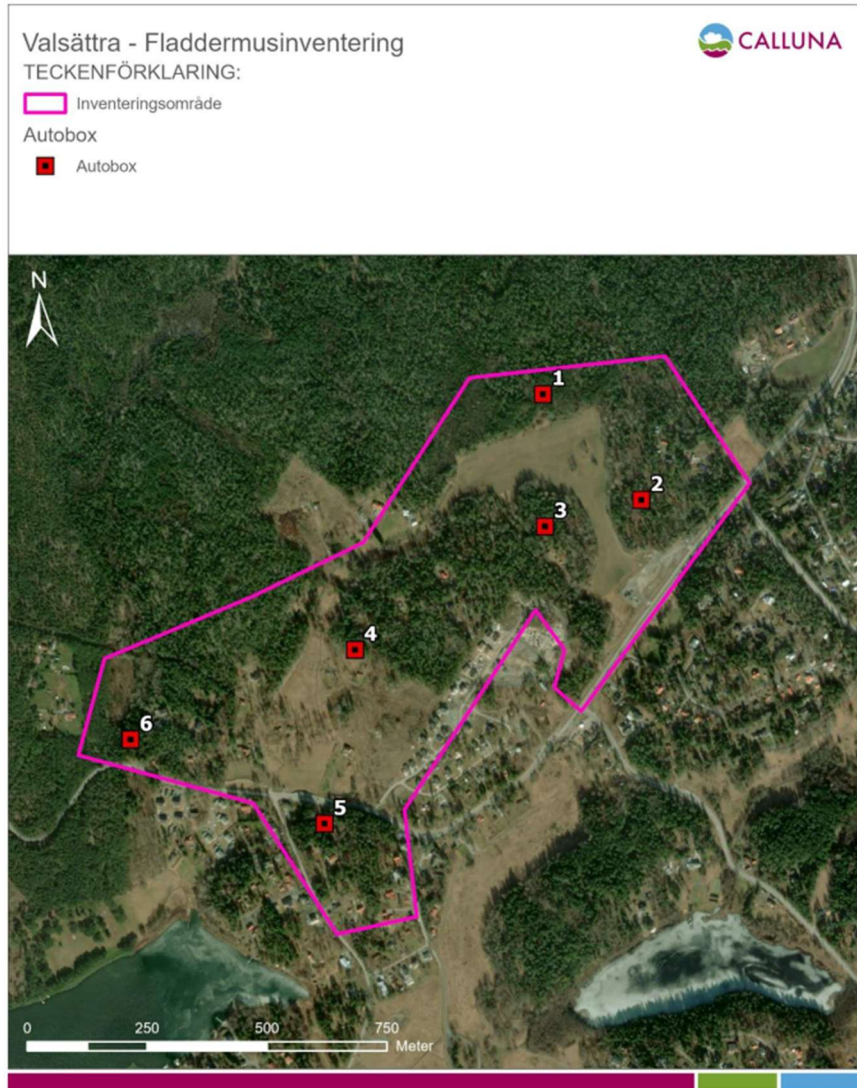 Valsättra - Fladdermusinventering
CALLUNA
TECKENFÖRKLARING:
Inventeringsområde
Autobox
Autobox
N
1
2
3
4
6
5
0 250 500 750
Meter